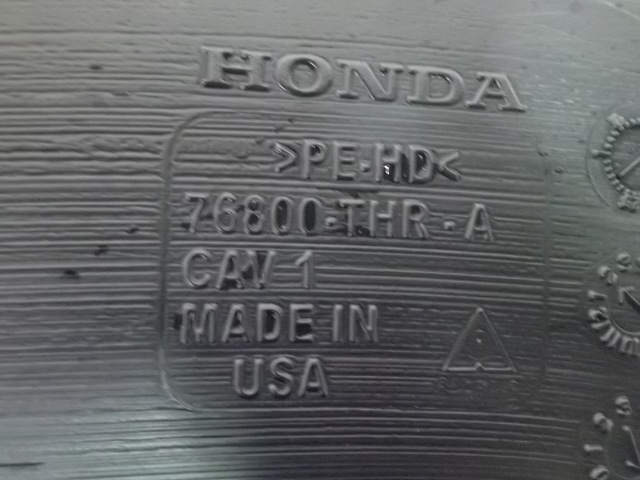 HONDA
>PE-HD<
76800-THR-A
CAV 1
MADE IN
USA